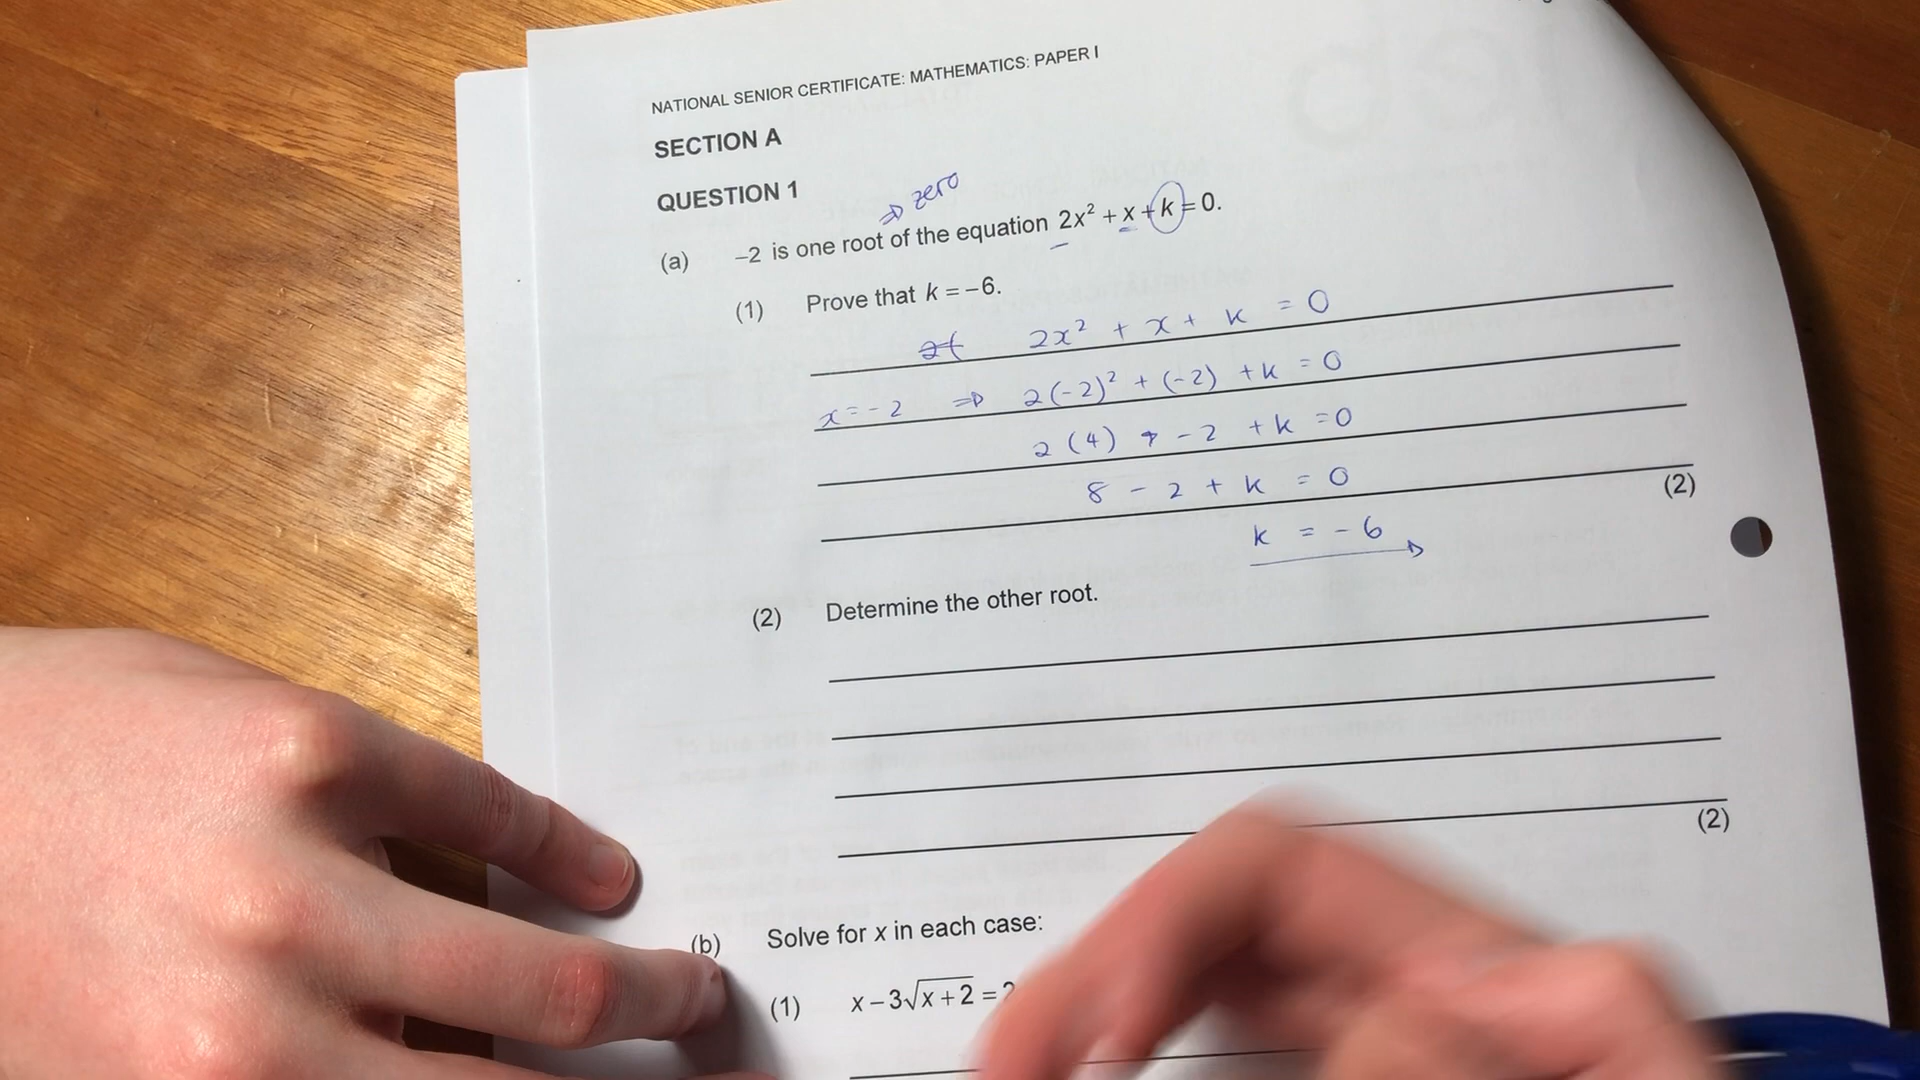 NATIONAL SENIOR CERTIFICATE: MATHEMATICS: PAPER I
SECTION A
QUESTION 1
⇒ zero
(a) –2 is one root of the equation 2x² + x + k = 0.
(1) Prove that k = –6.
2x² + x + k = 0
x = -2 ⇒ 2(-2)² + (-2) + k = 0
2(4) + - 2 + k = 0
8 - 2 + k = 0
(2)
k = -6
(2) Determine the other root.
(2)
(b) Solve for x in each case:
(1) x – 3√x + 2 = 2